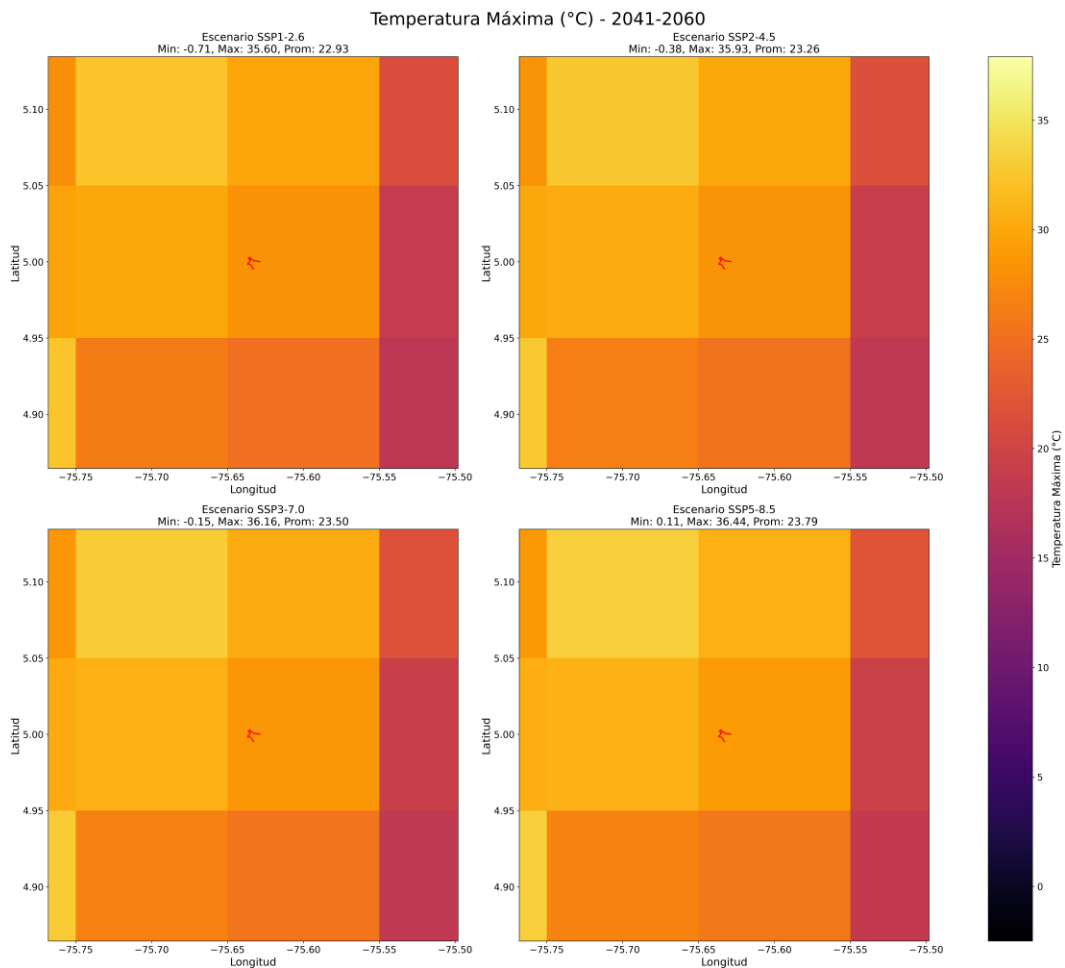 Temperatura Máxima (°C) - 2041-2060
Escenario SSP1-2.6
Min: -0.71, Max: 35.60, Prom: 22.93
5.10
5.05
5.00
4.95
4.90
Latitud
−75.75 −75.70 −75.65 −75.60 −75.55 −75.50
Longitud
Escenario SSP2-4.5
Min: -0.38, Max: 35.93, Prom: 23.26
5.10
5.05
5.00
4.95
4.90
Latitud
−75.75 −75.70 −75.65 −75.60 −75.55 −75.50
Longitud
Escenario SSP3-7.0
Min: -0.15, Max: 36.16, Prom: 23.50
5.10
5.05
5.00
4.95
4.90
Latitud
−75.75 −75.70 −75.65 −75.60 −75.55 −75.50
Longitud
Escenario SSP5-8.5
Min: 0.11, Max: 36.44, Prom: 23.79
5.10
5.05
5.00
4.95
4.90
Latitud
−75.75 −75.70 −75.65 −75.60 −75.55 −75.50
Longitud
35
30
25
20
15
10
5
0
Temperatura Máxima (°C)